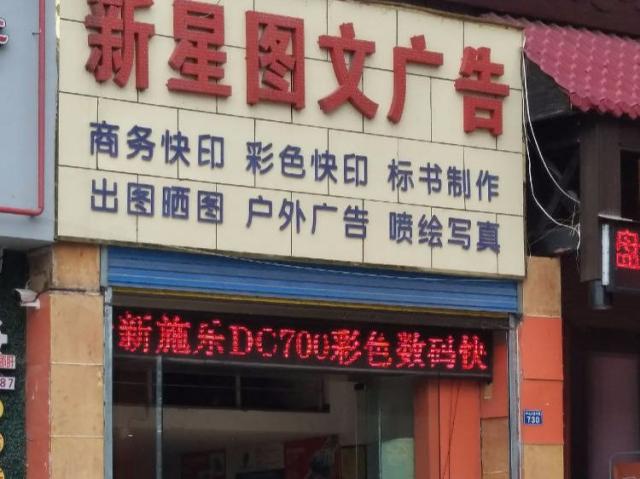 新星图文广告
商务快印 彩色快印 标书制作
出图晒图 户外广告 喷绘写真
新施乐DC700彩色数码快
730
87